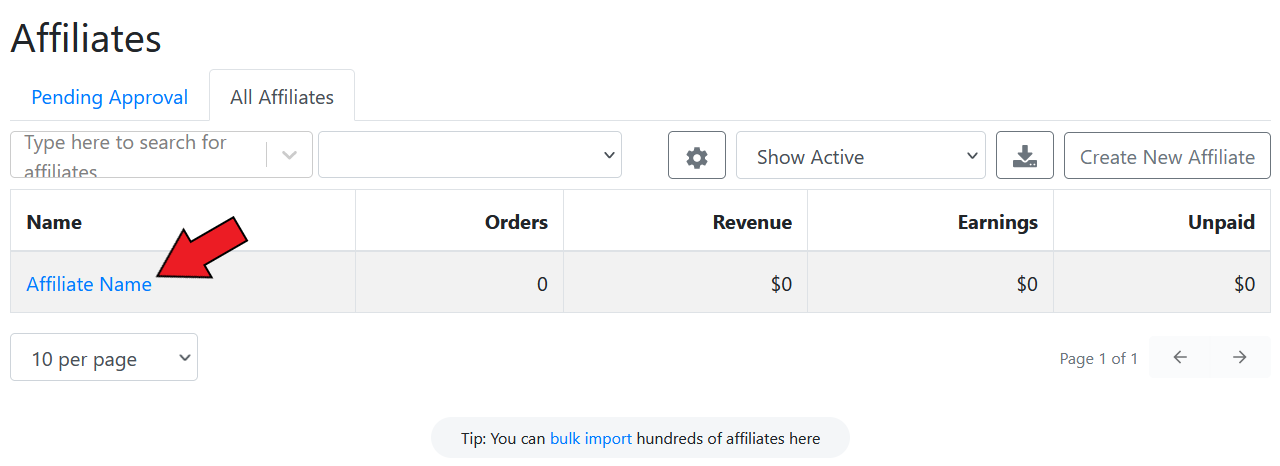 Affiliates
Pending Approval
All Affiliates
Type here to search for
affiliates
Show Active
Create New Affiliate
Name Orders Revenue Earnings Unpaid
Affiliate Name 0 $0 $0 $0
10 per page
Page 1 of 1
Tip: You can bulk import hundreds of affiliates here